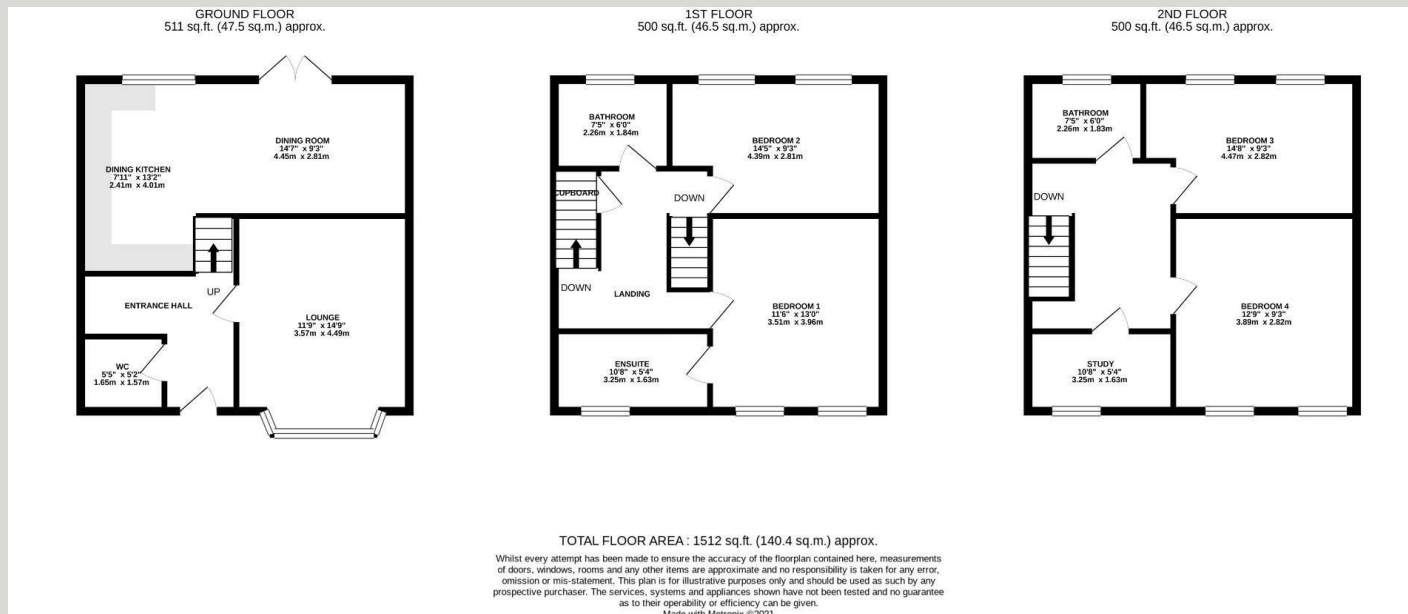 GROUND FLOOR
511 sq.ft. (47.5 sq.m.) approx.
DINING ROOM
14'7" x 9'3"
4.45m x 2.81m
DINING KITCHEN
7'11" x 13'2"
2.41m x 4.01m
UP
ENTRANCE HALL
LOUNGE
11'9" x 14'9"
3.57m x 4.49m
WC
5'5" x 5'2"
1.65m x 1.57m
1ST FLOOR
500 sq.ft. (46.5 sq.m.) approx.
BATHROOM
7'5" x 6'0"
2.26m x 1.84m
BEDROOM 2
14'5" x 9'3"
4.39m x 2.81m
CUPBOARD
DOWN
DOWN
LANDING
BEDROOM 1
11'6" x 13'0"
3.51m x 3.96m
ENSUITE
10'8" x 5'4"
3.25m x 1.63m
2ND FLOOR
500 sq.ft. (46.5 sq.m.) approx.
BATHROOM
7'5" x 6'0"
2.26m x 1.83m
BEDROOM 3
14'8" x 9'3"
4.47m x 2.82m
DOWN
BEDROOM 4
12'9" x 9'3"
3.89m x 2.82m
STUDY
10'8" x 5'4"
3.25m x 1.63m
TOTAL FLOOR AREA : 1512 sq.ft. (140.4 sq.m.) approx.
Whilst every attempt has been made to ensure the accuracy of the floorplan contained here, measurements
of doors, windows, rooms and any other items are approximate and no responsibility is taken for any error,
omission or mis-statement. This plan is for illustrative purposes only and should be used as such by any
prospective purchaser. The services, systems and appliances shown have not been tested and no guarantee
as to their operability or efficiency can be given.
Made with Metropix ©2021